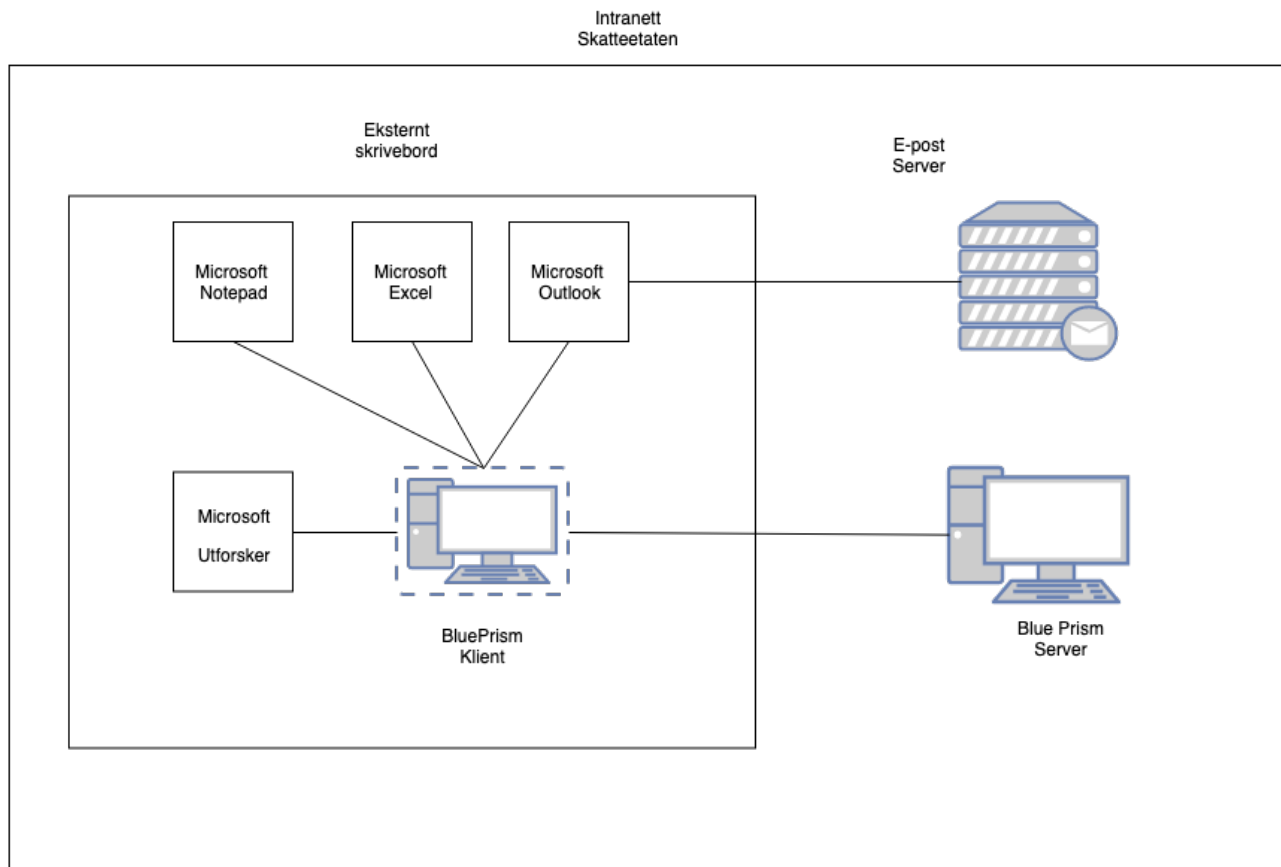 Intranett
Skatteetaten
Eksternt
skrivebord
E-post
Server
Microsoft
Notepad
Microsoft
Excel
Microsoft
Outlook
Microsoft
Utforsker
BluePrism
Klient
Blue Prism
Server